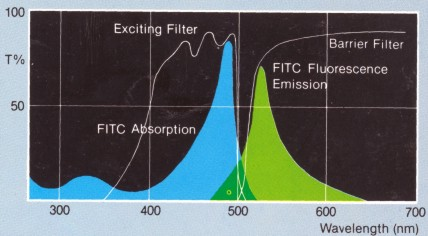 100
Exciting Filter
Barrier Filter
T%
FITC Fluorescence
Emission
50
FITC Absorption
300 400 500 600 700
Wavelength (nm)